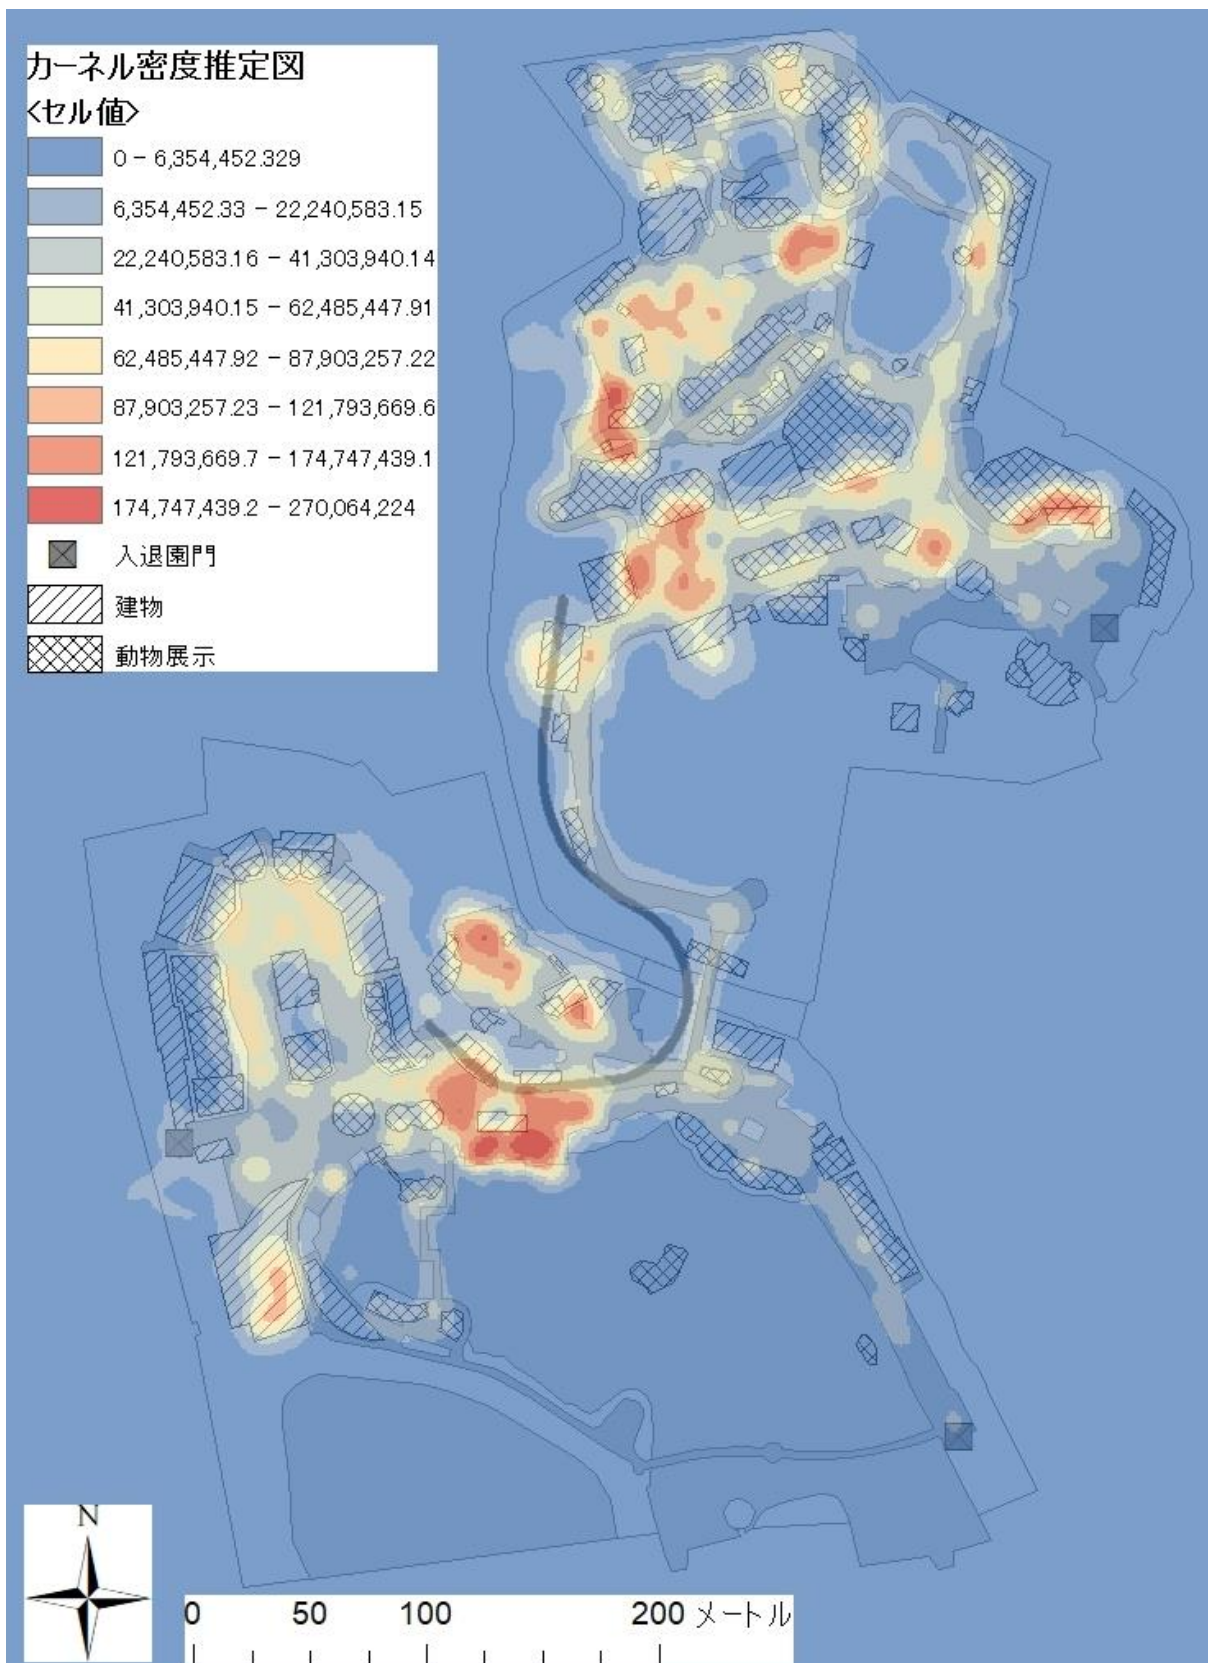 カーネル密度推定図
<セル値>
0 − 6,354,452.329
6,354,452.33 − 22,240,583.15
22,240,583.16 − 41,303,940.14
41,303,940.15 − 62,485,447.91
62,485,447.92 − 87,903,257.22
87,903,257.23 − 121,793,669.6
121,793,669.7 − 174,747,439.1
174,747,439.2 − 270,064,224
入退園門
建物
動物展示
N
0 50 100 200 メートル